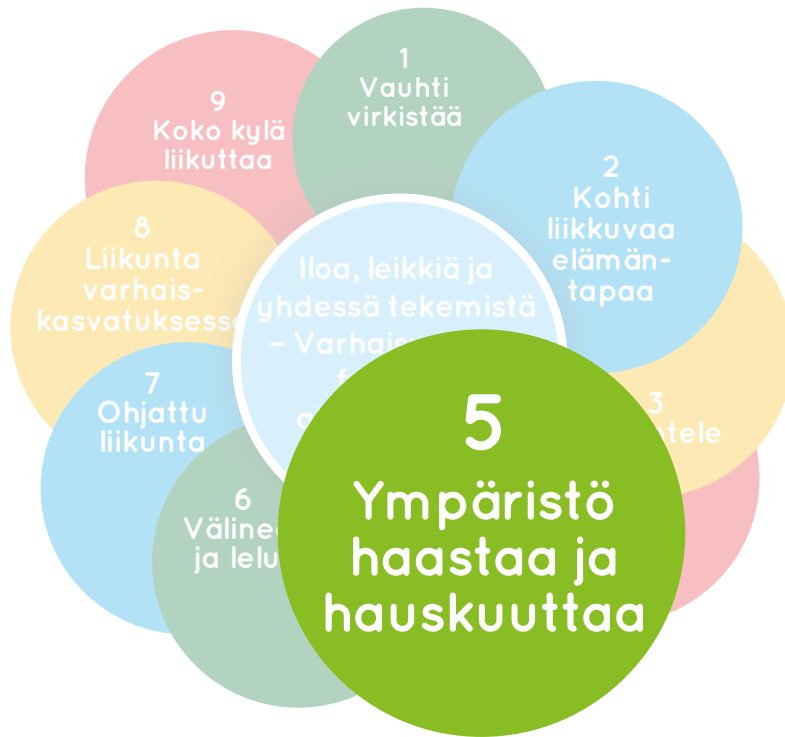 1
Vauhti
virkistää
2
Kohti
liikkuvaa
elämän-
tapaa
3
5
Ympäristö
haastaa ja
hauskuuttaa
6
ja
7
Ohjattu
liikunta
8
Liikunta
varhais-
kasvatuksessa
9
Koko kylä
liikuttaa
Iloa, leikkiä ja
yhdessä tekemistä
–